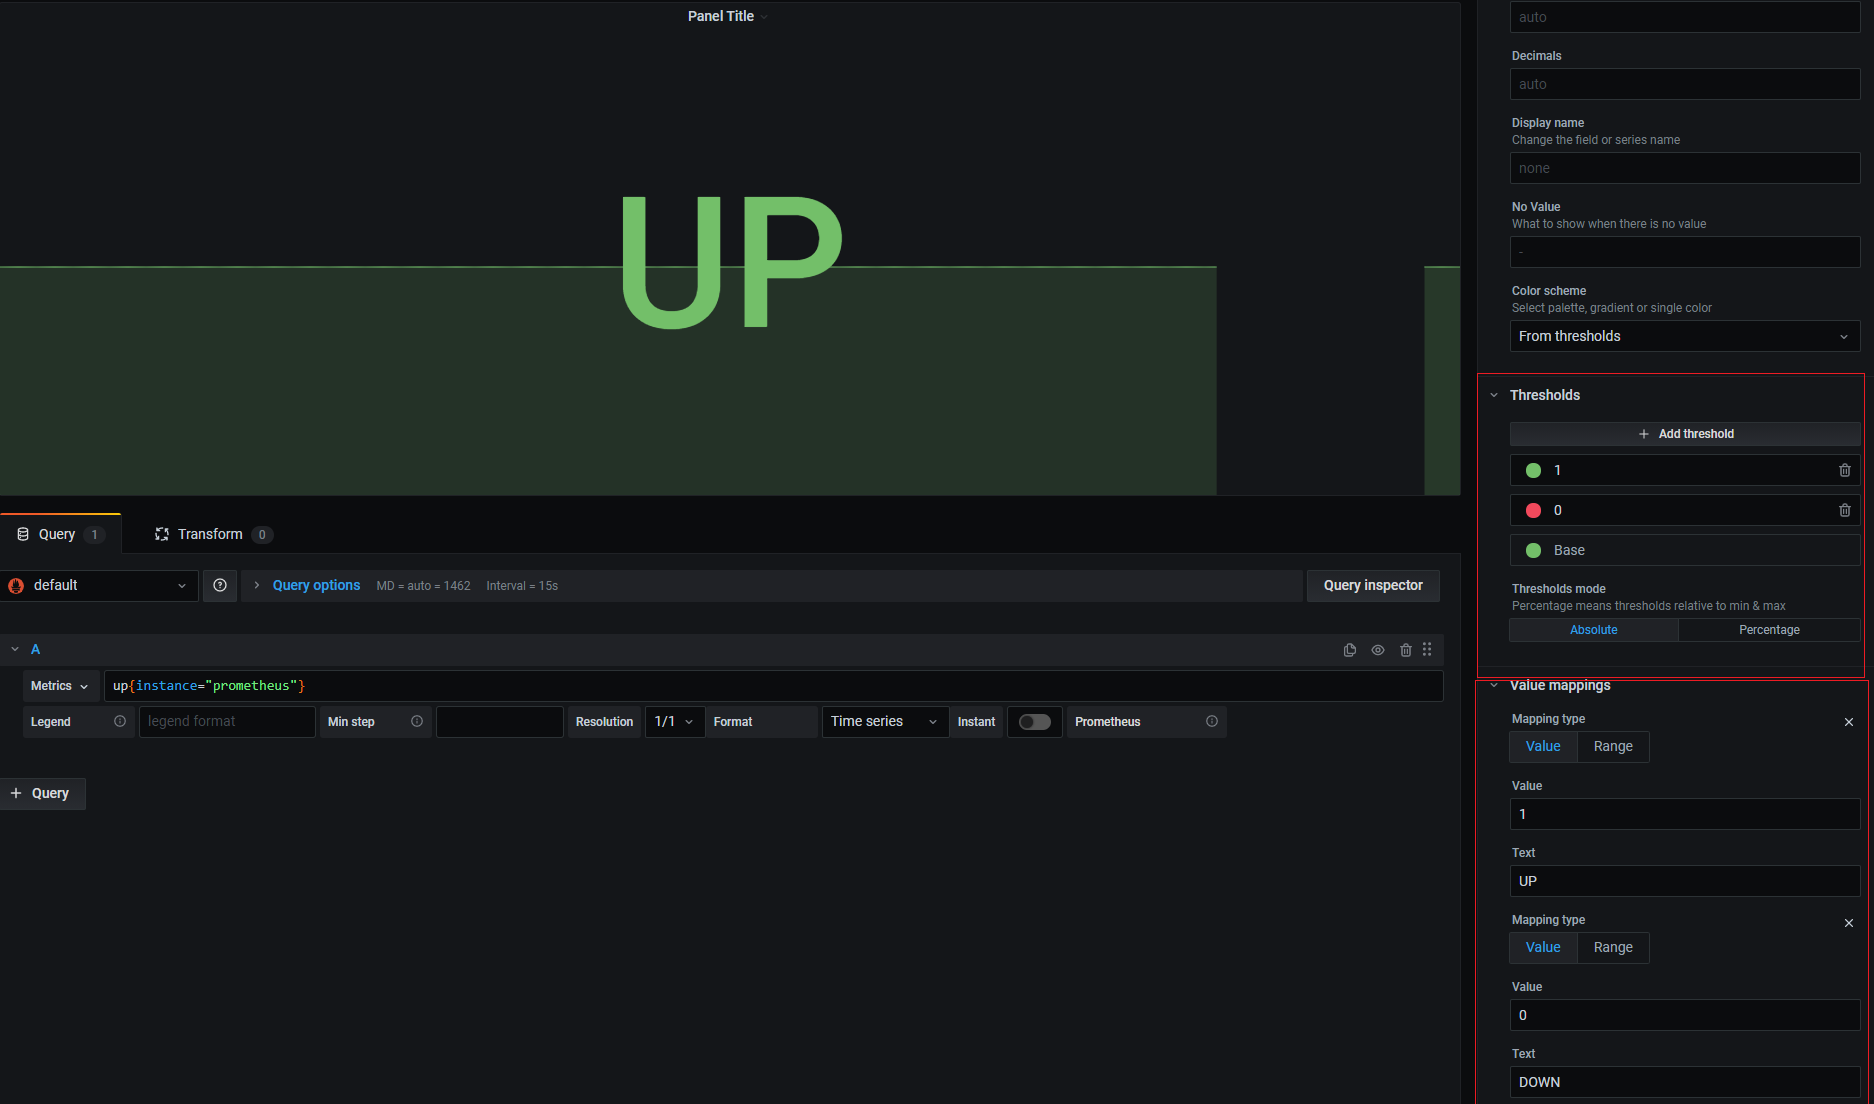 Panel Title
UP
Query 1
Transform 0
default
Query options MD = auto = 1462 Interval = 15s
Query inspector
A
Metrics
up{instance="prometheus"}
Legend
legend format
Min step
Resolution
1/1
Format
Time series
Instant
Prometheus
+ Query
auto
Decimals
auto
Display name
Change the field or series name
none
No Value
What to show when there is no value
-
Color scheme
Select palette, gradient or single color
From thresholds
Thresholds
+ Add threshold
1
0
Base
Thresholds mode
Percentage means thresholds relative to min & max
Absolute Percentage
Value mappings
Mapping type
Value Range
Value
1
Text
UP
Mapping type
Value Range
Value
0
Text
DOWN